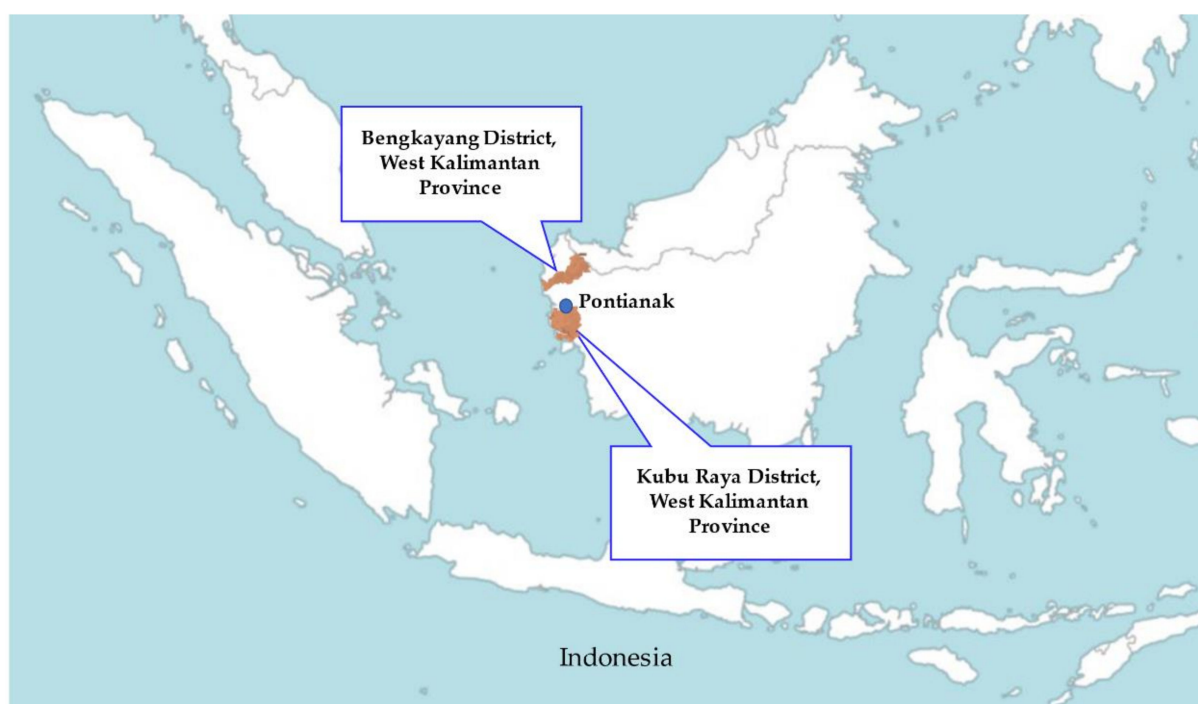 Bengkayang District,
West Kalimantan
Province
Pontianak
Kubu Raya District,
West Kalimantan
Province
Indonesia